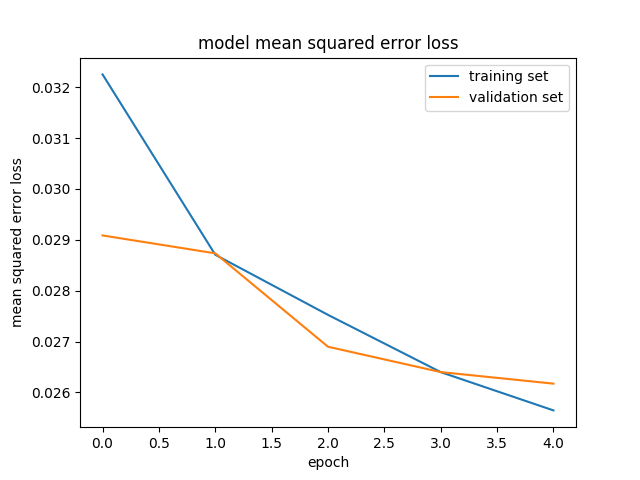 model mean squared error loss
training set
validation set
0.032
0.031
0.030
0.029
0.028
0.027
0.026
mean squared error loss
0.0 0.5 1.0 1.5 2.0 2.5 3.0 3.5 4.0
epoch